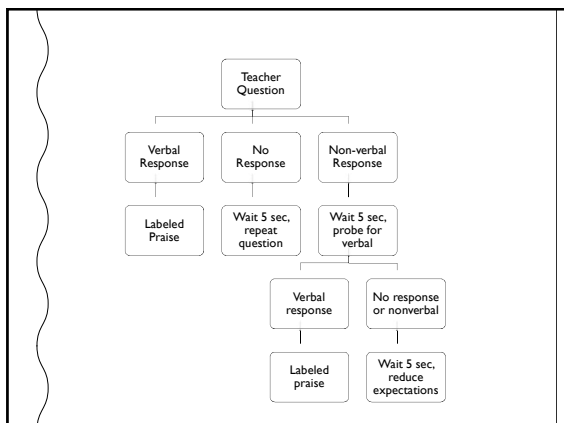 Teacher
Question
Verbal
Response
No
Response
Non-verbal
Response
Labeled
Praise
Wait 5 sec,
repeat
question
Wait 5 sec,
probe for
verbal
Verbal
response
No response
or nonverbal
Labeled
praise
Wait 5 sec,
reduce
expectations